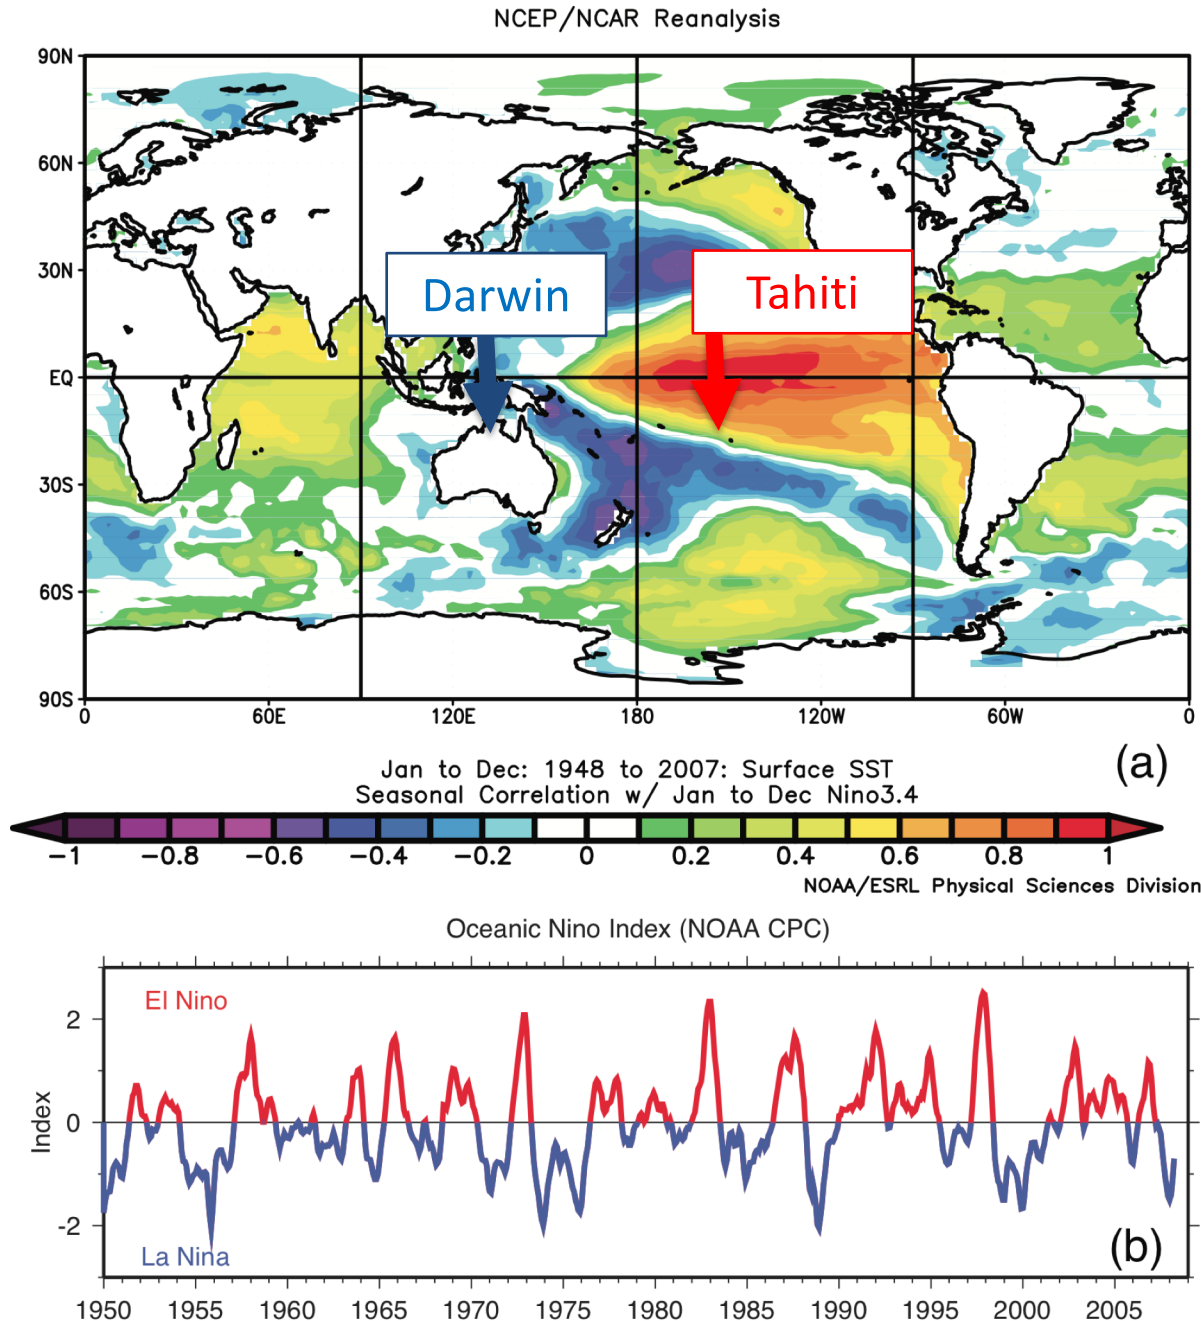 NCEP/NCAR Reanalysis
90N
60N
30N
EQ
30S
60S
90S
Darwin
Tahiti
0 60E 120E 180 120W 60W 0
(a)
Jan to Dec: 1948 to 2007: Surface SST
Seasonal Correlation w/ Jan to Dec Nino3.4
-1 -0.8 -0.6 -0.4 -0.2 0 0.2 0.4 0.6 0.8 1
NOAA/ESRL Physical Sciences Division
Oceanic Nino Index (NOAA CPC)
El Nino
2
0
-2
Index
La Nina
(b)
1950 1955 1960 1965 1970 1975 1980 1985 1990 1995 2000 2005